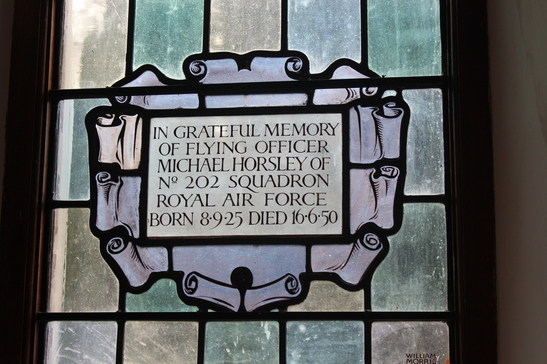 IN GRATEFUL MEMORY
OF FLYING OFFICER
MICHAEL HORSLEY OF
Nº 202 SQUADRON
ROYAL AIR FORCE
BORN 8·9·25 DIED 16·6·50
WILLIAM
MORRIS